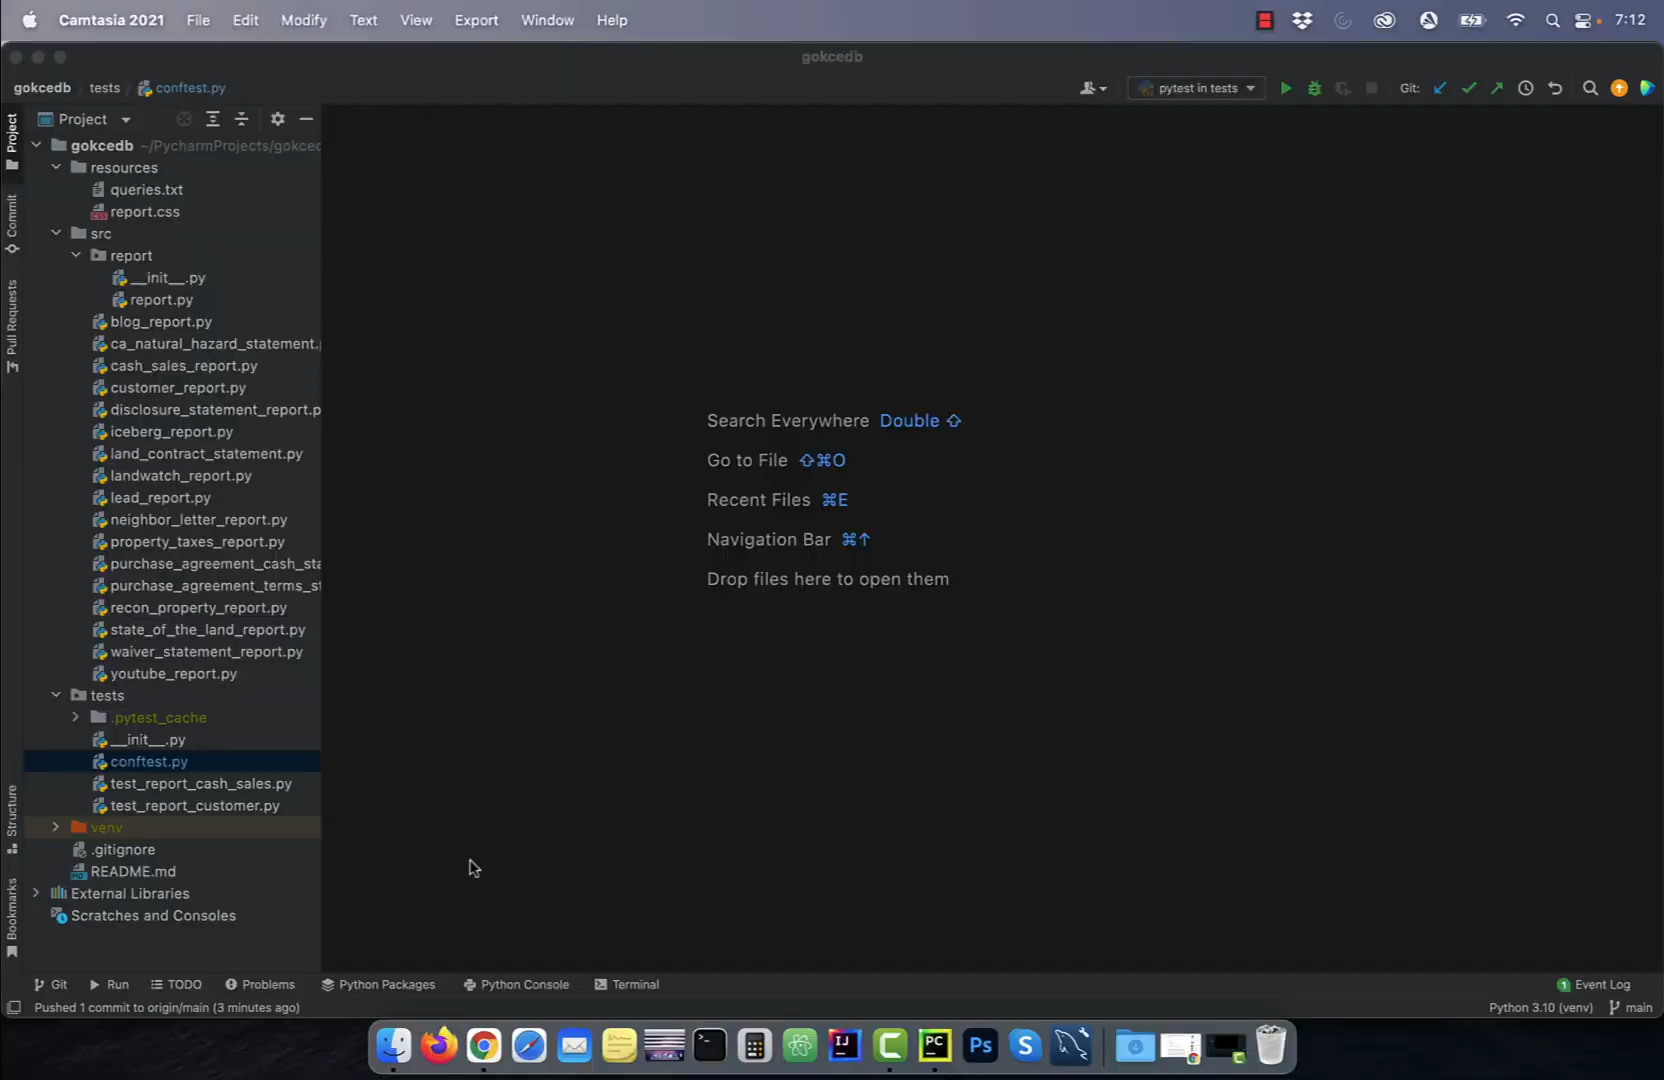 Camtasia 2021 File Edit Modify Text View Export Window Help 7:12
gokcedb
gokcedb tests conftest.py pytest in tests Git:
Project
gokcedb ~/PycharmProjects/gokced
resources
queries.txt
report.css
src
report
__init__.py
report.py
blog_report.py
ca_natural_hazard_statement.p
cash_sales_report.py
customer_report.py
disclosure_statement_report.p
iceberg_report.py
land_contract_statement.py
landwatch_report.py
lead_report.py
neighbor_letter_report.py
property_taxes_report.py
purchase_agreement_cash_sta
purchase_agreement_terms_st
recon_property_report.py
state_of_the_land_report.py
waiver_statement_report.py
youtube_report.py
tests
.pytest_cache
__init__.py
conftest.py
test_report_cash_sales.py
test_report_customer.py
venv
.gitignore
README.md
External Libraries
Scratches and Consoles
Project
Commit
Pull Requests
Structure
Bookmarks
Search Everywhere Double ⇧
Go to File ⇧⌘O
Recent Files ⌘E
Navigation Bar ⌘↑
Drop files here to open them
Git Run TODO Problems Python Packages Python Console Terminal 1 Event Log
Pushed 1 commit to origin/main (3 minutes ago) Python 3.10 (venv) main
IJ C PC Ps S